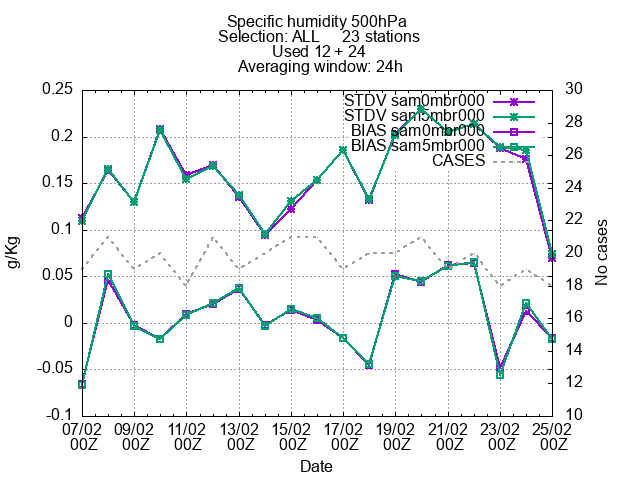 Specific humidity 500hPa
Selection: ALL 23 stations
Used 12 + 24
Averaging window: 24h
0.25
0.2
0.15
0.1
0.05
0
-0.05
-0.1
g/Kg
30
28
26
24
22
20
18
16
14
12
10
No cases
STDV sam0mbr000
STDV sam5mbr000
BIAS sam0mbr000
BIAS sam5mbr000
CASES
07/02 09/02 11/02 13/02 15/02 17/02 19/02 21/02 23/02 25/02
00Z 00Z 00Z 00Z 00Z 00Z 00Z 00Z 00Z 00Z
Date